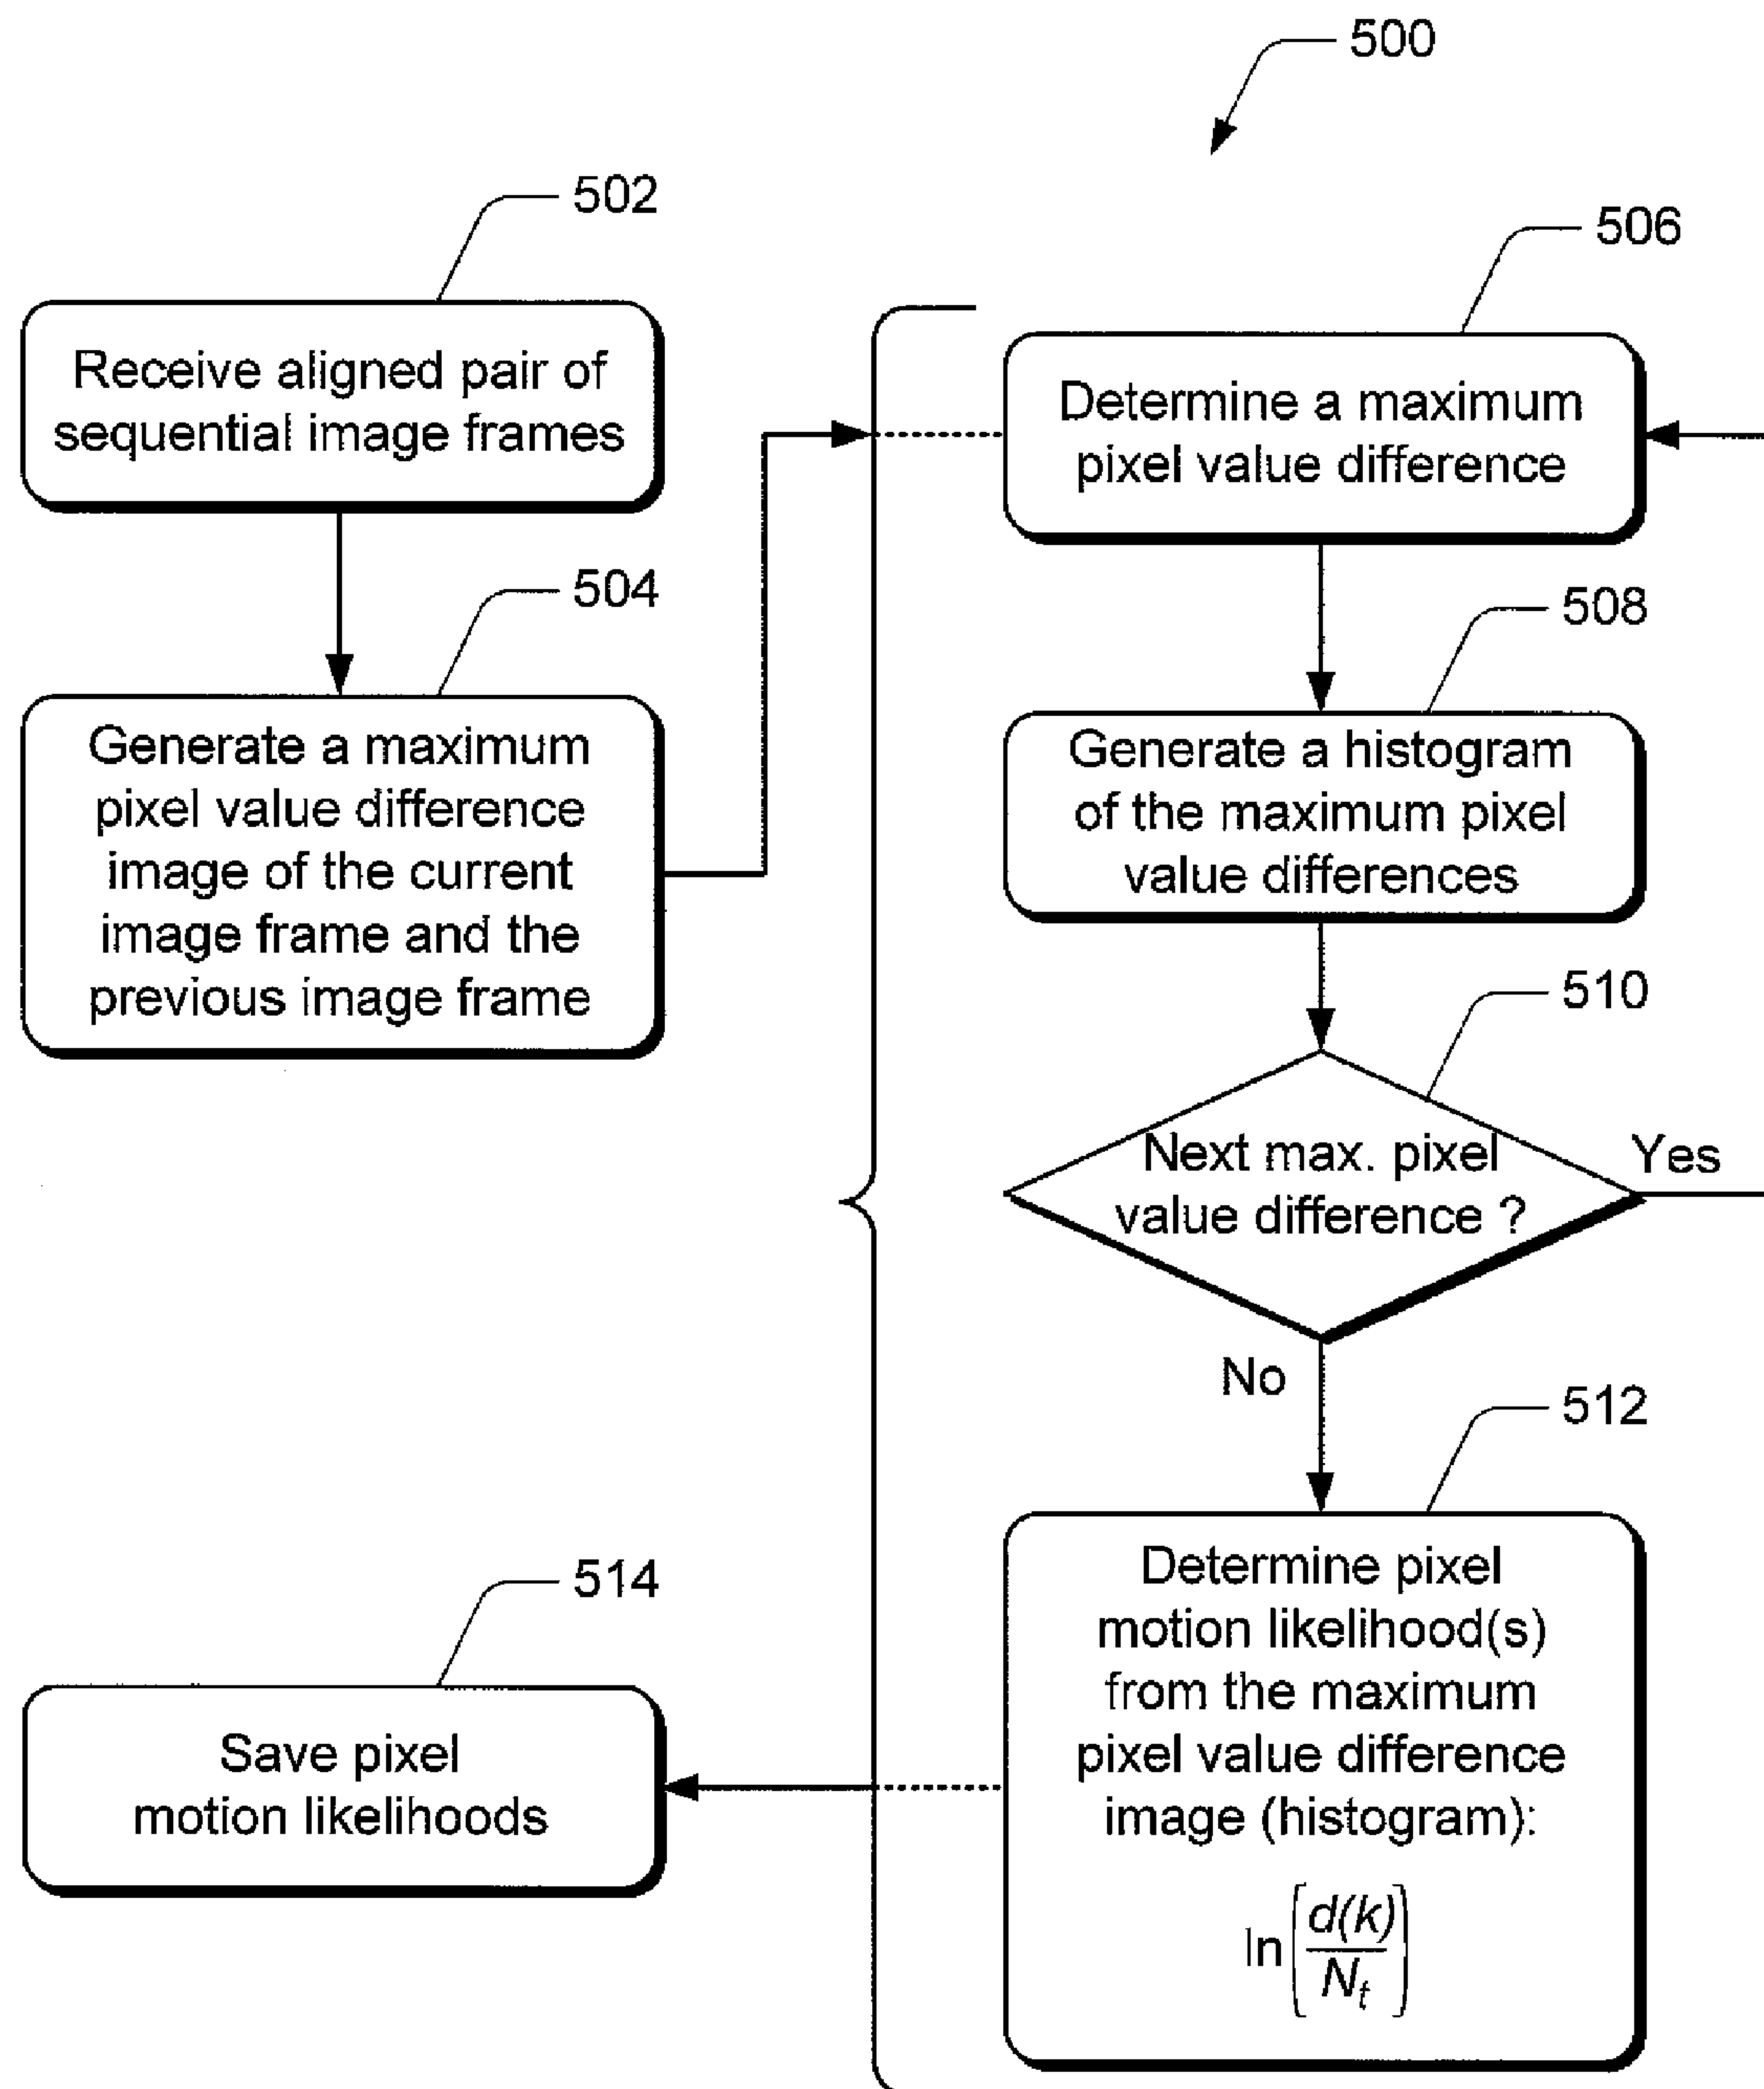 500
502
Receive aligned pair of
sequential image frames
504
Generate a maximum
pixel value difference
image of the current
image frame and the
previous image frame
506
Determine a maximum
pixel value difference
508
Generate a histogram
of the maximum pixel
value differences
510
Next max. pixel
value difference ?
Yes
No
512
Determine pixel
motion likelihood(s)
from the maximum
pixel value difference
image (histogram):
ln[d(k)/N_t]
514
Save pixel
motion likelihoods